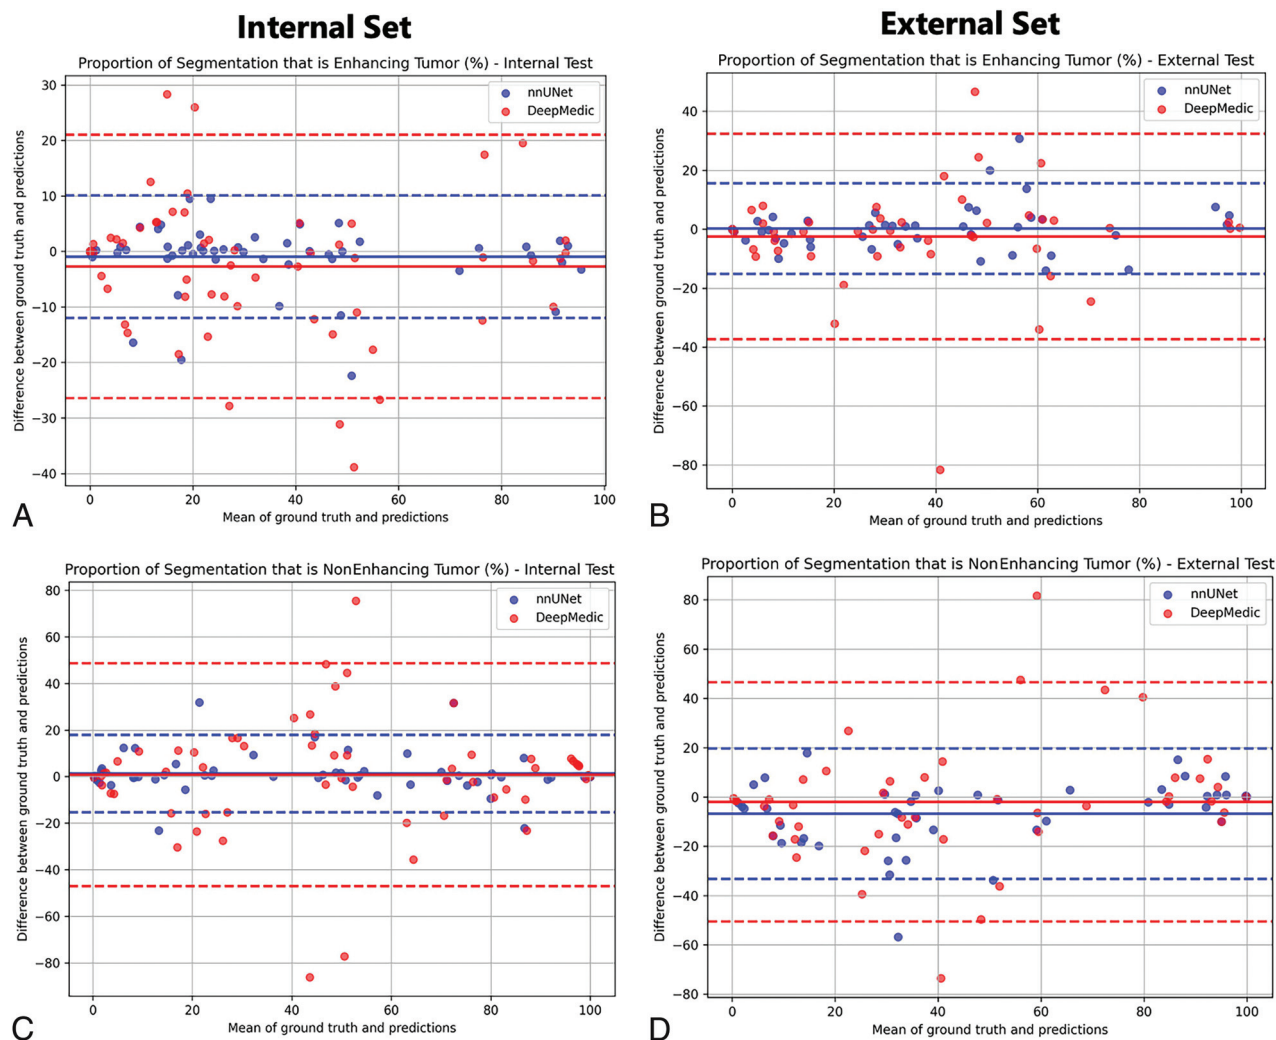 Internal Set
External Set
A
Proportion of Segmentation that is Enhancing Tumor (%) - Internal Test
nnUNet
DeepMedic
Difference between ground truth and predictions
30
20
10
0
−10
−20
−30
−40
0 20 40 60 80 100
Mean of ground truth and predictions
B
Proportion of Segmentation that is Enhancing Tumor (%) - External Test
nnUNet
DeepMedic
Difference between ground truth and predictions
40
20
0
−20
−40
−60
−80
0 20 40 60 80 100
Mean of ground truth and predictions
C
Proportion of Segmentation that is NonEnhancing Tumor (%) - Internal Test
nnUNet
DeepMedic
Difference between ground truth and predictions
80
60
40
20
0
−20
−40
−60
−80
0 20 40 60 80 100
Mean of ground truth and predictions
D
Proportion of Segmentation that is NonEnhancing Tumor (%) - External Test
nnUNet
DeepMedic
Difference between ground truth and predictions
80
60
40
20
0
−20
−40
−60
−80
0 20 40 60 80 100
Mean of ground truth and predictions